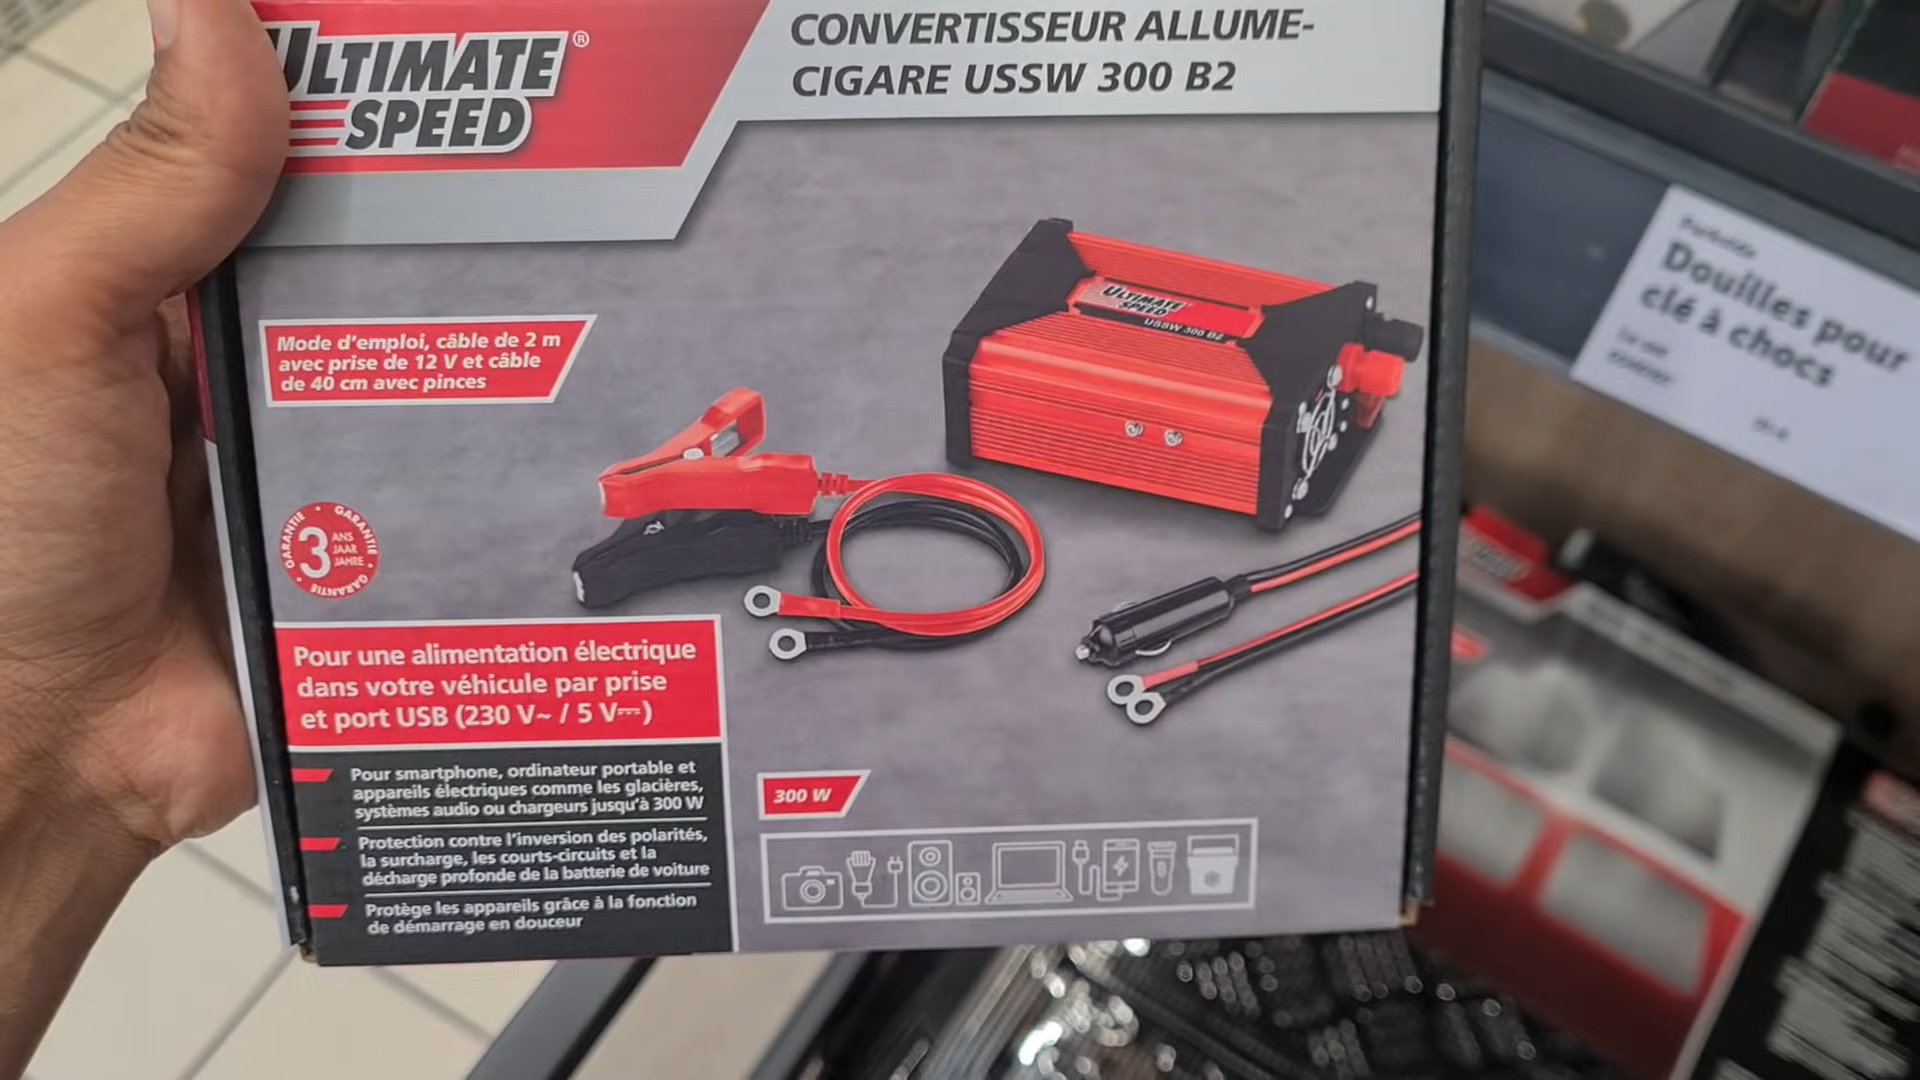 ULTIMATE®
SPEED
CONVERTISSEUR ALLUME-
CIGARE USSW 300 B2
Mode d'emploi, câble de 2 m
avec prise de 12 V et câble
de 40 cm avec pinces
ULTIMATE
SPEED
USSW 300 B2
GARANTIE • GARANTIE • GARANTIE
3 ANS
JAAR
JAHRE
Pour une alimentation électrique
dans votre véhicule par prise
et port USB (230 V~ / 5 V⎓)
Pour smartphone, ordinateur portable et
appareils électriques comme les glacières,
systèmes audio ou chargeurs jusqu'à 300 W
Protection contre l'inversion des polarités,
la surcharge, les courts-circuits et la
décharge profonde de la batterie de voiture
Protège les appareils grâce à la fonction
de démarrage en douceur
300 W
Parkside
Douilles pour
clé à chocs